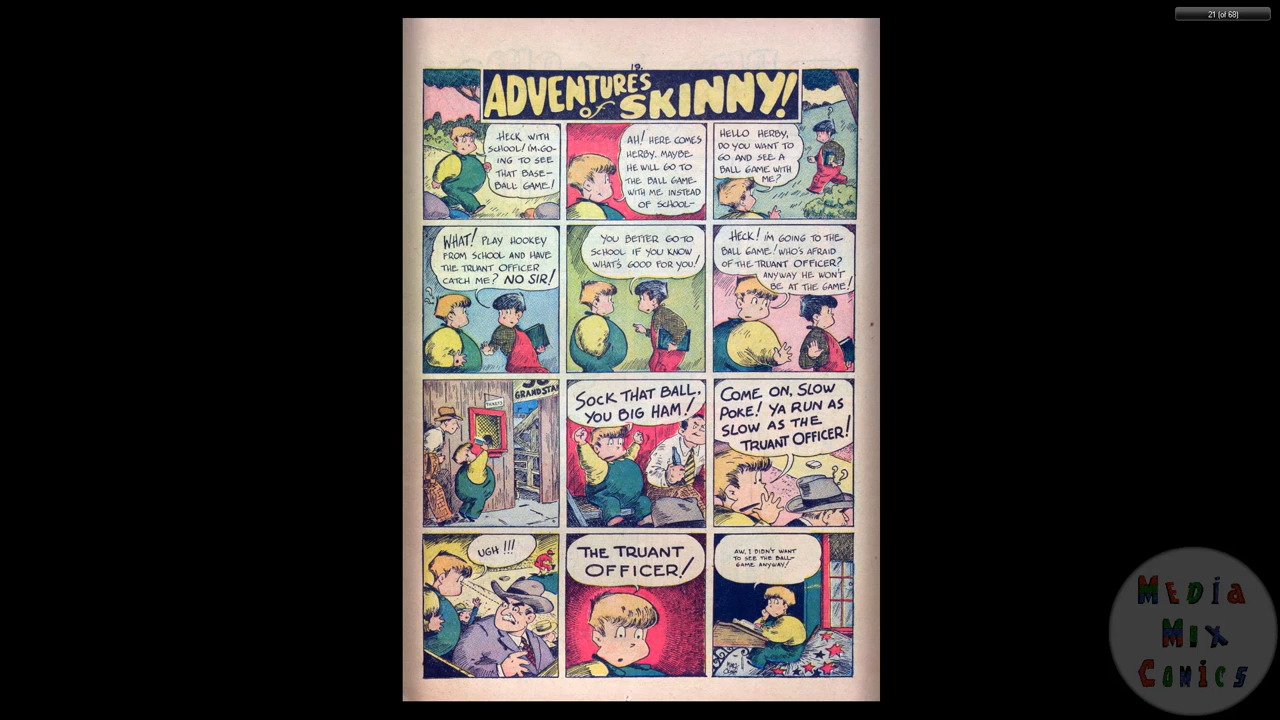 21 (of 68)
19.
ADVENTURES
of SKINNY!
HECK WITH
SCHOOL! I'M GO-
ING TO SEE
THAT BASE-
BALL GAME!
AH! HERE COMES
HERBY. MAYBE
HE WILL GO TO
THE BALL GAME
WITH ME INSTEAD
OF SCHOOL-
HELLO HERBY,
DO YOU WANT TO
GO AND SEE A
BALL GAME WITH
ME?
WHAT! PLAY HOOKEY
FROM SCHOOL AND HAVE
THE TRUANT OFFICER
CATCH ME? NO SIR!
YOU BETTER GO TO
SCHOOL IF YOU KNOW
WHAT'S GOOD FOR YOU!
HECK! I'M GOING TO THE
BALL GAME! WHO'S AFRAID
OF THE TRUANT OFFICER?
ANYWAY HE WON'T
BE AT THE GAME!
TICKETS
GRANDSTA
SOCK THAT BALL,
YOU BIG HAM!
COME ON, SLOW
POKE! YA RUN AS
SLOW AS THE
TRUANT OFFICER!
??
UGH!!!
THE TRUANT
OFFICER!
AW, I DIDN'T WANT
TO SEE THE BALL-
GAME ANYWAY!
MEDIA
MIX
COMICS